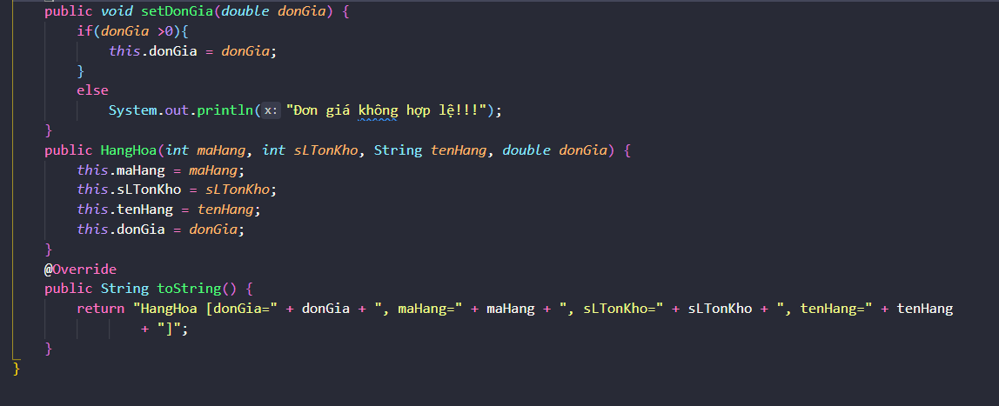 public void setDonGia(double donGia) {
if(donGia >0){
this.donGia = donGia;
}
else
System.out.println(x: "Đơn giá không hợp lệ!!!");
}
public HangHoa(int maHang, int sLTonKho, String tenHang, double donGia) {
this.maHang = maHang;
this.sLTonKho = sLTonKho;
this.tenHang = tenHang;
this.donGia = donGia;
}
@Override
public String toString() {
return "HangHoa [donGia=" + donGia + ", maHang=" + maHang + ", sLTonKho=" + sLTonKho + ", tenHang=" + tenHang
+ "]";
}
}